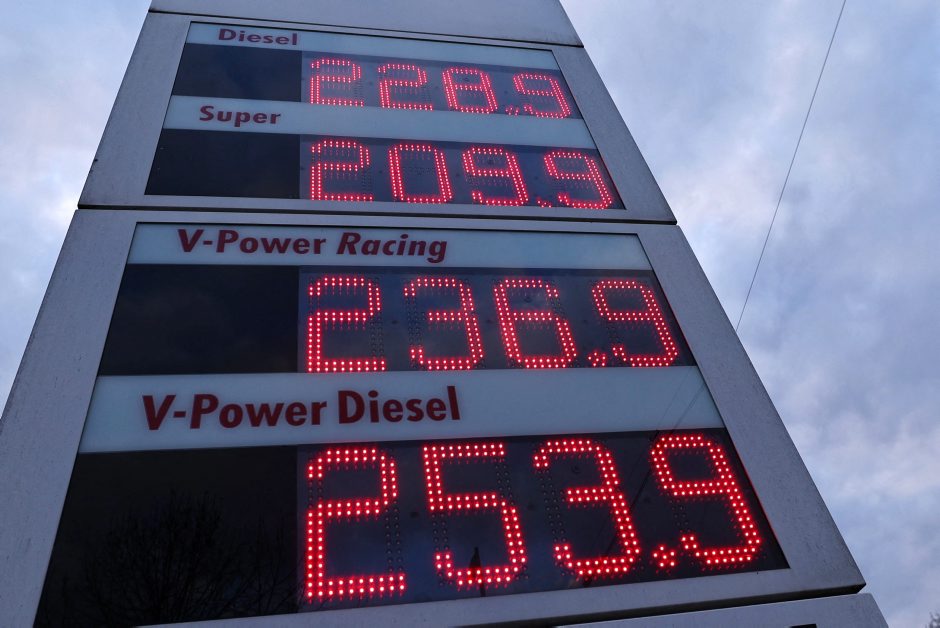 Diesel
228.9
Super
209.9
V-Power Racing
236.9
V-Power Diesel
253.9